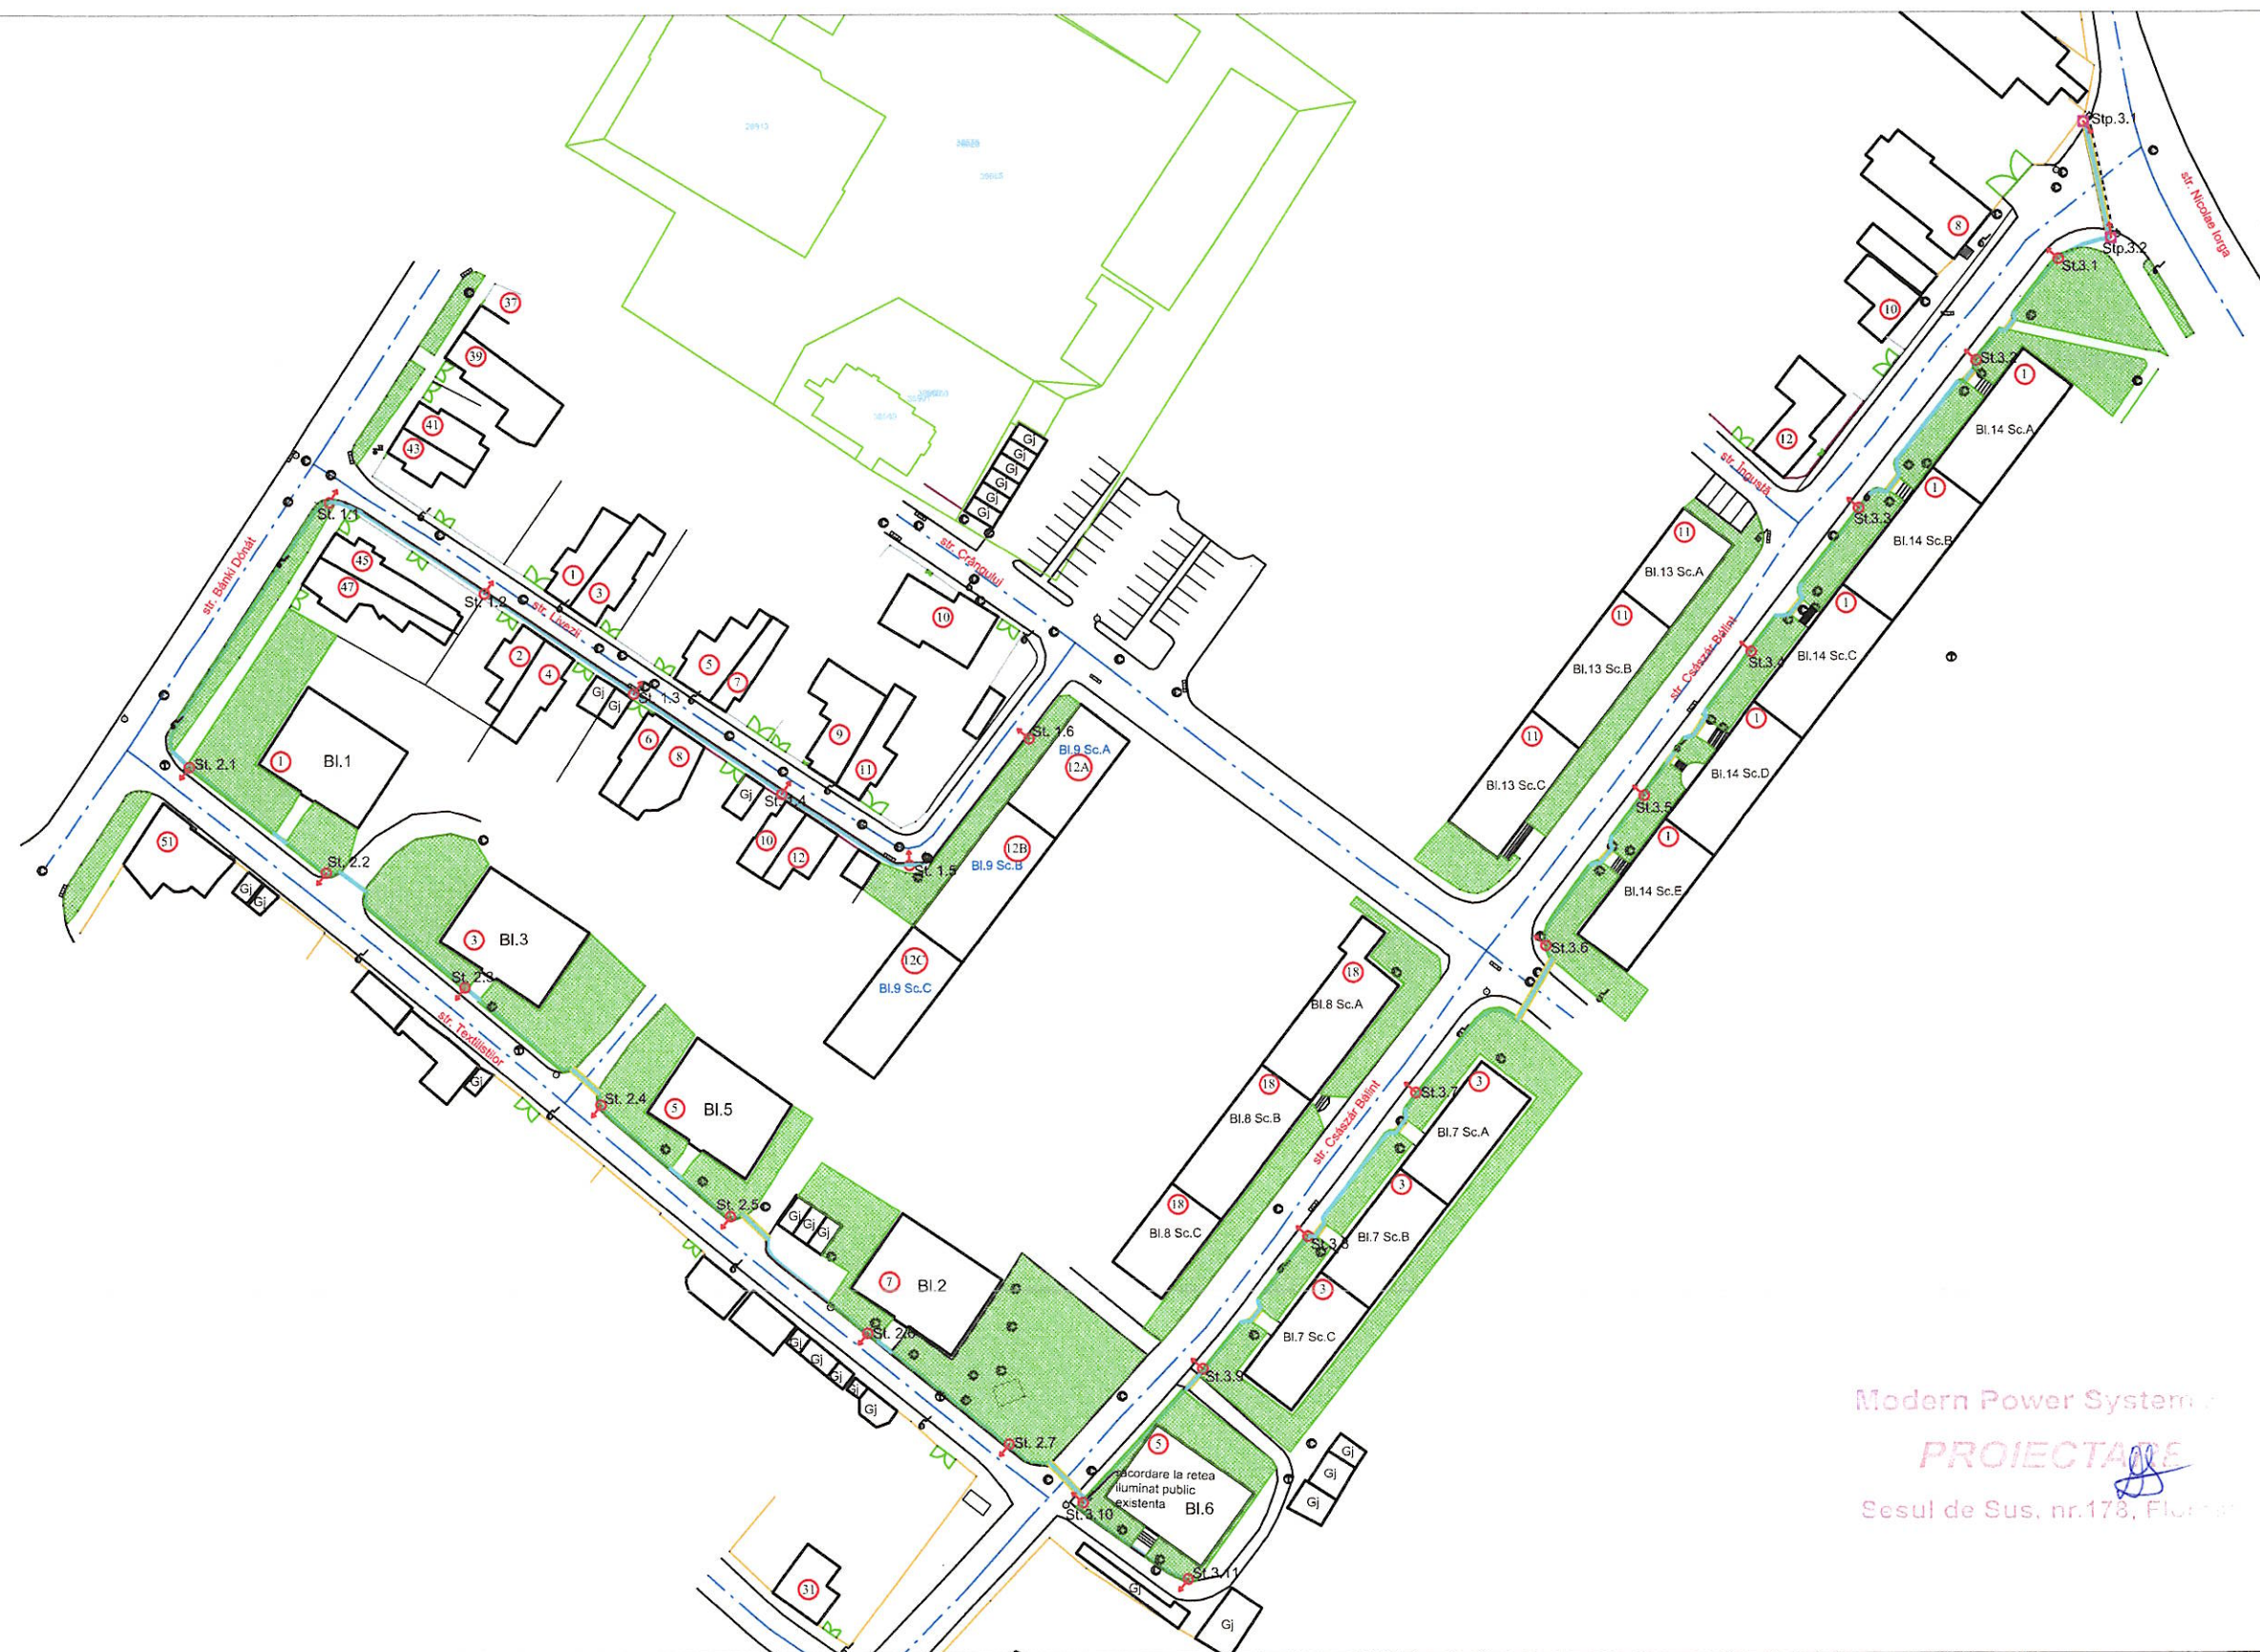 28913
Stp.3.1
str. Nicolae Iorga
8
Stp.3.2
St.3.1
37
10
39
St.3.2
1
41
43
12
Bl.14 Sc.A
Gj
Gj
Gj
Gj
Gj
Gj
str. Îngustă
1
St. 1.1
St.3.3
11
Bl.14 Sc.B
str. Bánki Dónát
45
47
str. Crângului
1
3
Bl.13 Sc.A
1
St. 1.2
str. Livezii
10
11
2
4
5
7
Bl.13 Sc.B
str. Császár Bálint
St.3.4
Bl.14 Sc.C
Gj
Gj
St. 1.3
1
6
8
9
St. 1.6
Bl.9 Sc.A
12A
11
11
Bl.13 Sc.C
Bl.14 Sc.D
St. 2.1
1
Bl.1
Gj
St. 1.4
St.3.5
1
51
10
12
12B
Bl.9 Sc.B
St. 1.5
Bl.14 Sc.E
St. 2.2
Gj
Gj
3
Bl.3
12C
Bl.9 Sc.C
St.3.6
St. 2.3
18
Bl.8 Sc.A
str. Textilistilor
Gj
18
Bl.8 Sc.B
str. Császár Bálint
St.3.7
3
Bl.7 Sc.A
St. 2.4
5
Bl.5
3
18
Bl.8 Sc.C
St. 2.5
Gj
Gj
Gj
St.3.8
Bl.7 Sc.B
7
Bl.2
3
Bl.7 Sc.C
St. 2.6
Gj
Gj
Gj
Gj
Gj
St.3.9
St. 2.7
5
racordare la retea
iluminat public
existenta
Bl.6
Gj
Gj
Gj
St.3.10
St.3.11
Gj
Gj
31
Modern Power System
PROIECTARE
Sesul de Sus, nr.178,